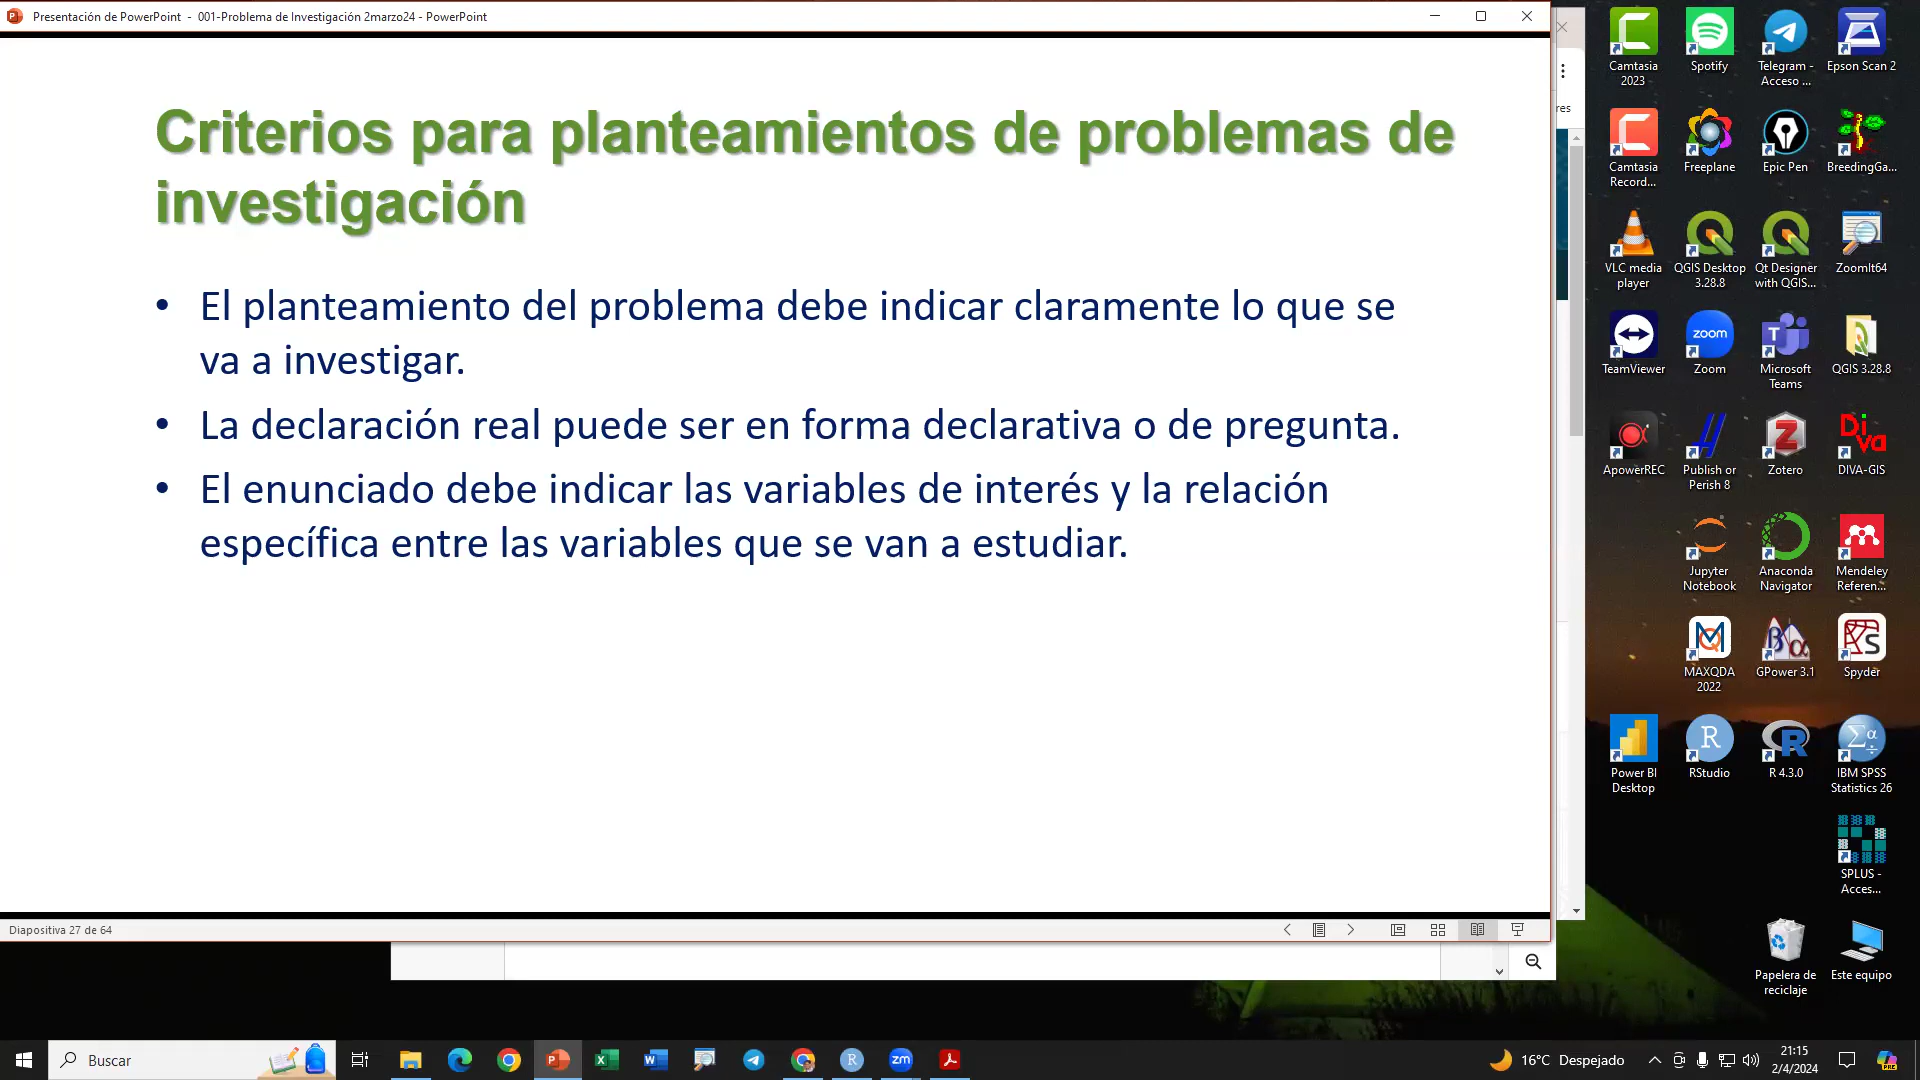 Presentación de PowerPoint - 001-Problema de Investigación 2marzo24 - PowerPoint
Criterios para planteamientos de problemas de
investigación
• El planteamiento del problema debe indicar claramente lo que se
va a investigar.
• La declaración real puede ser en forma declarativa o de pregunta.
• El enunciado debe indicar las variables de interés y la relación
específica entre las variables que se van a estudiar.
Diapositiva 27 de 64
res
Camtasia
2023
Spotify
Telegram -
Acceso ...
Epson Scan 2
Camtasia
Record...
Freeplane
Epic Pen
BreedingGa...
VLC media
player
QGIS Desktop
3.28.8
Qt Designer
with QGIS...
ZoomIt64
TeamViewer
zoom
Zoom
Microsoft
Teams
QGIS 3.28.8
ApowerREC
Publish or
Perish 8
Zotero
Diva
DIVA-GIS
Jupyter
Notebook
Anaconda
Navigator
Mendeley
Referen...
MAXQDA
2022
GPower 3.1
Spyder
Power BI
Desktop
RStudio
R 4.3.0
IBM SPSS
Statistics 26
SPLUS -
Acces...
Papelera de
reciclaje
Este equipo
Buscar
zm
16°C Despejado
21:15
2/4/2024